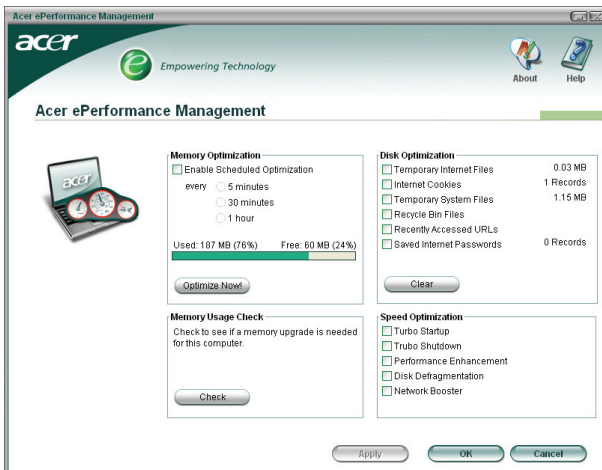 Acer ePerformance Management
acer
e Empowering Technology
About
Help
Acer ePerformance Management
acer
Memory Optimization
Enable Scheduled Optimization
every 5 minutes
30 minutes
1 hour
Used: 187 MB (76%) Free: 60 MB (24%)
Optimize Now!
Disk Optimization
Temporary Internet Files 0.03 MB
Internet Cookies 1 Records
Temporary System Files 1.15 MB
Recycle Bin Files
Recently Accessed URLs
Saved Internet Passwords 0 Records
Clear
Memory Usage Check
Check to see if a memory upgrade is needed
for this computer.
Check
Speed Optimization
Turbo Startup
Trubo Shutdown
Performance Enhancement
Disk Defragmentation
Network Booster
Apply
OK
Cancel